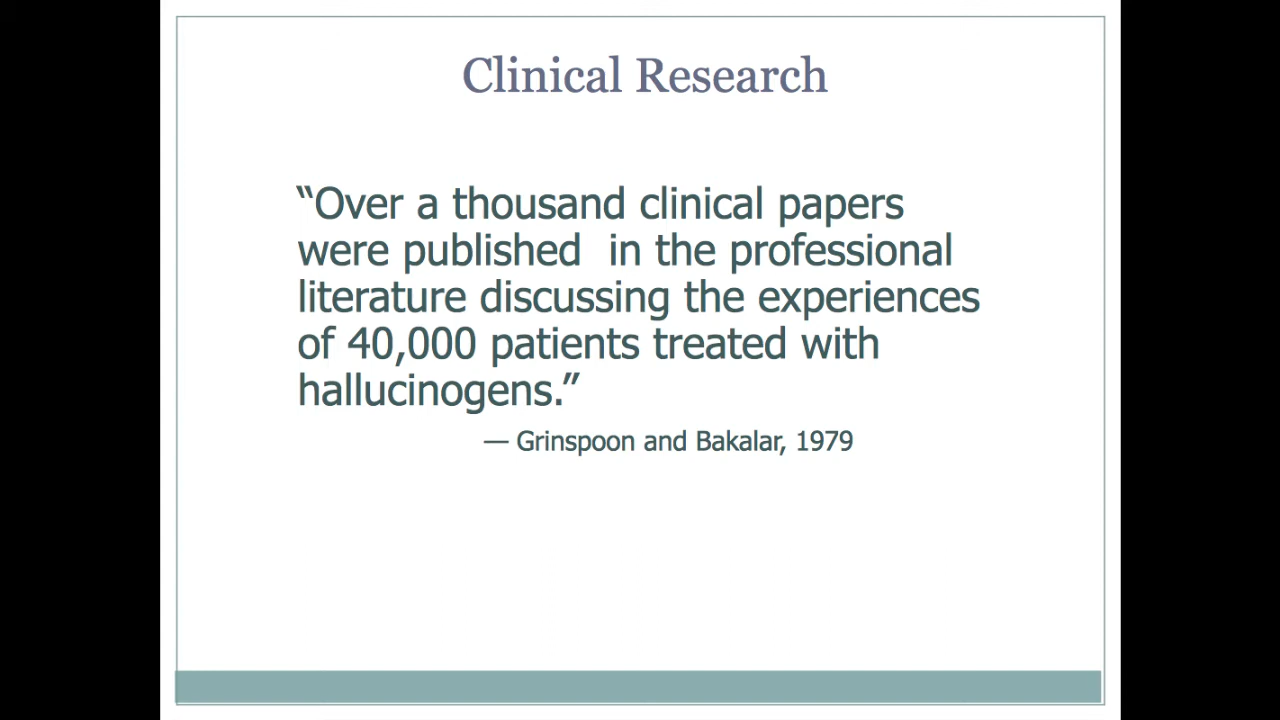 Clinical Research
“Over a thousand clinical papers
were published  in the professional
literature discussing the experiences
of 40,000 patients treated with
hallucinogens.”
— Grinspoon and Bakalar, 1979